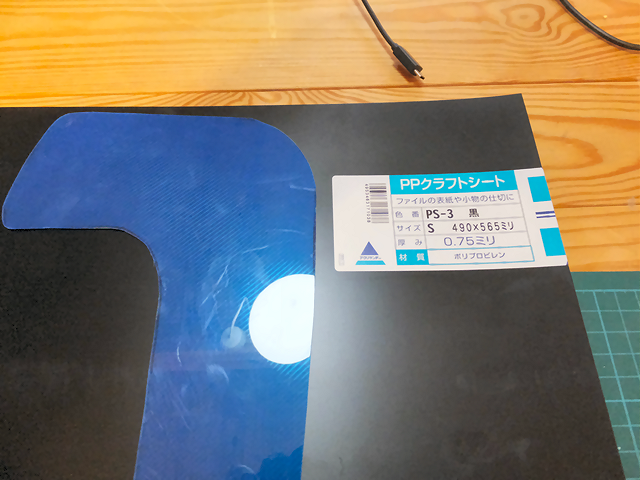 PPクラフトシート
ファイルの表紙や小物の仕切に
色番 PS-3 黒
サイズ S 490×565ミリ
厚み 0.75ミリ
材質 ポリプロピレン